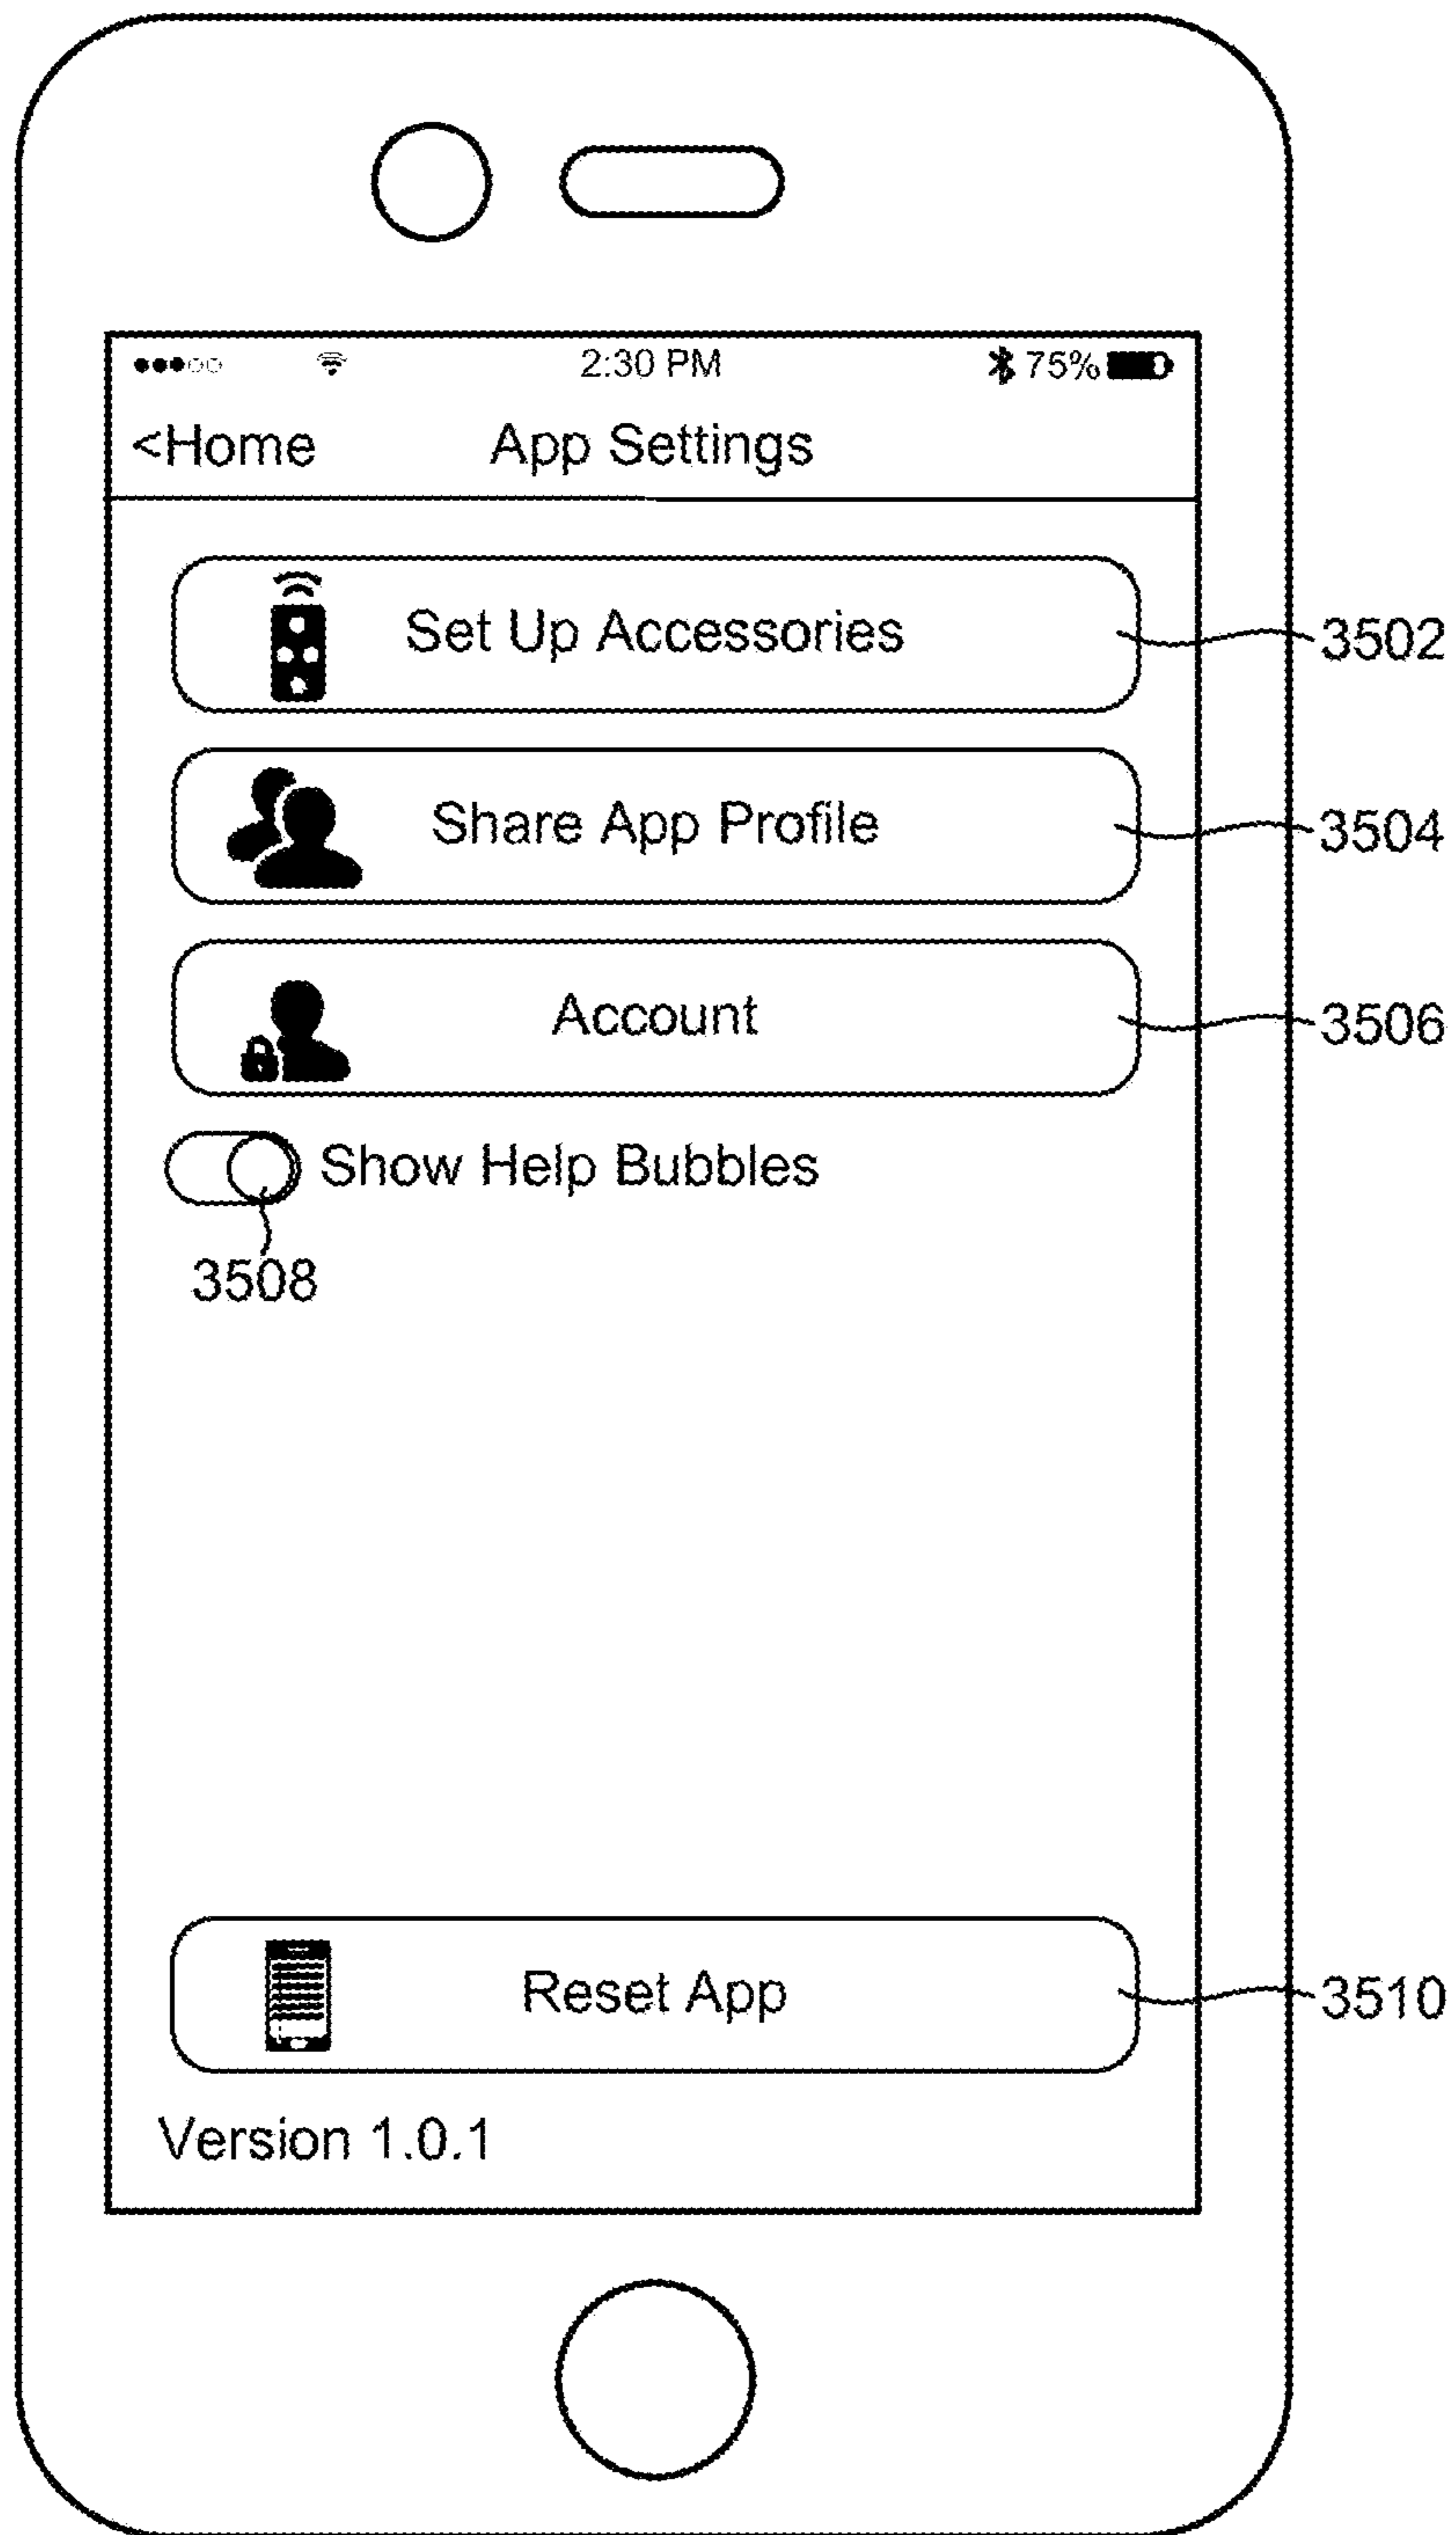 2:30 PM 75%
<Home App Settings
Set Up Accessories 3502
Share App Profile 3504
Account 3506
Show Help Bubbles
3508
Reset App 3510
Version 1.0.1